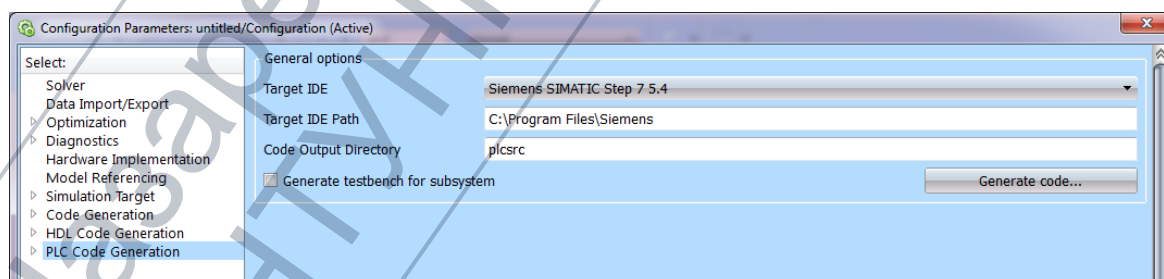 Configuration Parameters: untitled/Configuration (Active)
Select:
Solver
Data Import/Export
Optimization
Diagnostics
Hardware Implementation
Model Referencing
Simulation Target
Code Generation
HDL Code Generation
PLC Code Generation
General options
Target IDE
Siemens SIMATIC Step 7 5.4
Target IDE Path
C:\Program Files\Siemens
Code Output Directory
plcsrc
Generate testbench for subsystem
Generate code...